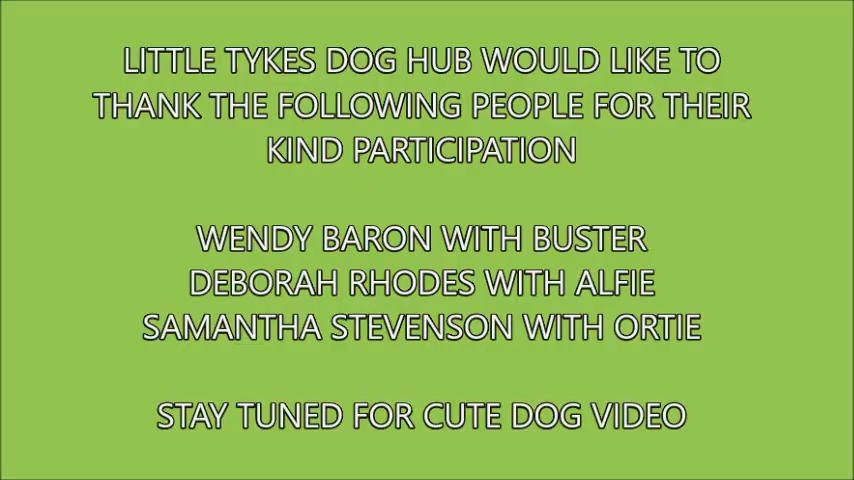 LITTLE TYKES DOG HUB WOULD LIKE TO
THANK THE FOLLOWING PEOPLE FOR THEIR
KIND PARTICIPATION
WENDY BARON WITH BUSTER
DEBORAH RHODES WITH ALFIE
SAMANTHA STEVENSON WITH ORTIE
STAY TUNED FOR CUTE DOG VIDEO